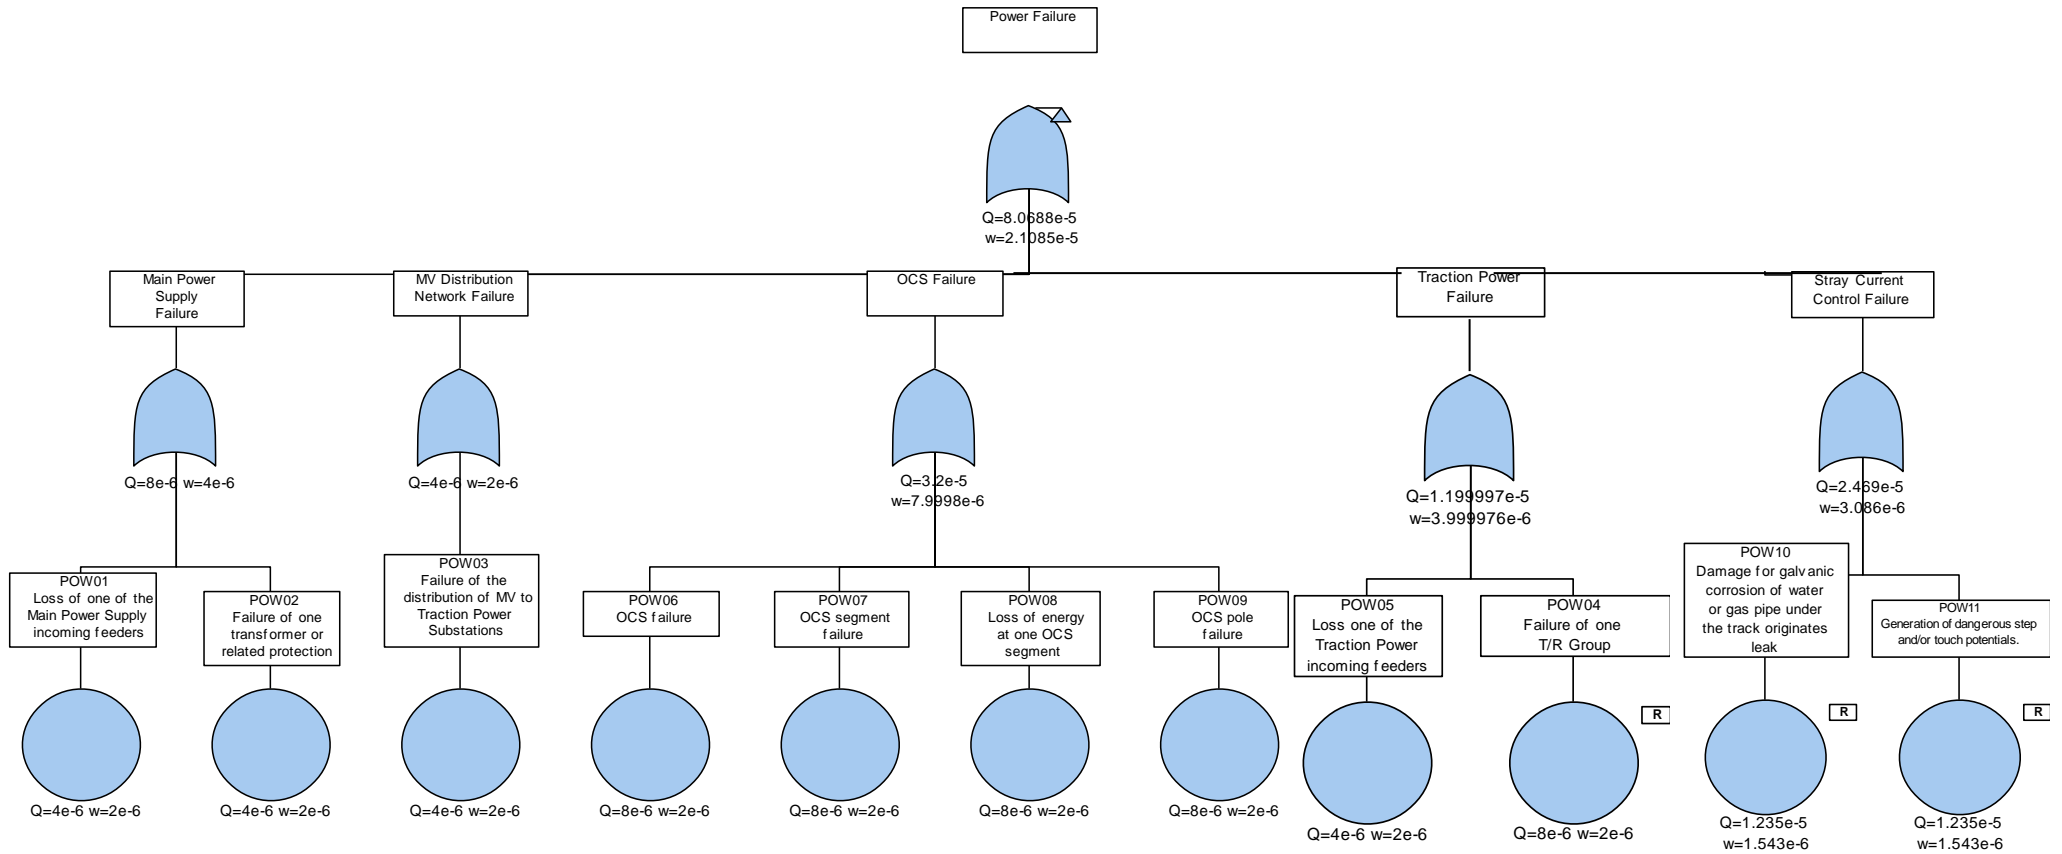 Power Failure
Q=8.0688e-5
w=2.1085e-5
Main Power
Supply
Failure
MV Distribution
Network Failure
OCS Failure
Traction Power
Failure
Stray Current
Control Failure
Q=8e-6 w=4e-6
Q=4e-6 w=2e-6
Q=3.2e-5
w=7.9998e-6
Q=1.199997e-5
w=3.999976e-6
Q=2.469e-5
w=3.086e-6
POW01
Loss of one of the
Main Power Supply
incoming feeders
POW02
Failure of one
transformer or
related protection
POW03
Failure of the
distribution of MV to
Traction Power
Substations
POW06
OCS failure
POW07
OCS segment
failure
POW08
Loss of energy
at one OCS
segment
POW09
OCS pole
failure
POW05
Loss one of the
Traction Power
incoming feeders
POW04
Failure of one
T/R Group
POW10
Damage for galvanic
corrosion of water
or gas pipe under
the track originates
leak
POW11
Generation of dangerous step
and/or touch potentials.
R
R
R
Q=4e-6 w=2e-6
Q=4e-6 w=2e-6
Q=4e-6 w=2e-6
Q=8e-6 w=2e-6
Q=8e-6 w=2e-6
Q=8e-6 w=2e-6
Q=8e-6 w=2e-6
Q=4e-6 w=2e-6
Q=8e-6 w=2e-6
Q=1.235e-5
w=1.543e-6
Q=1.235e-5
w=1.543e-6